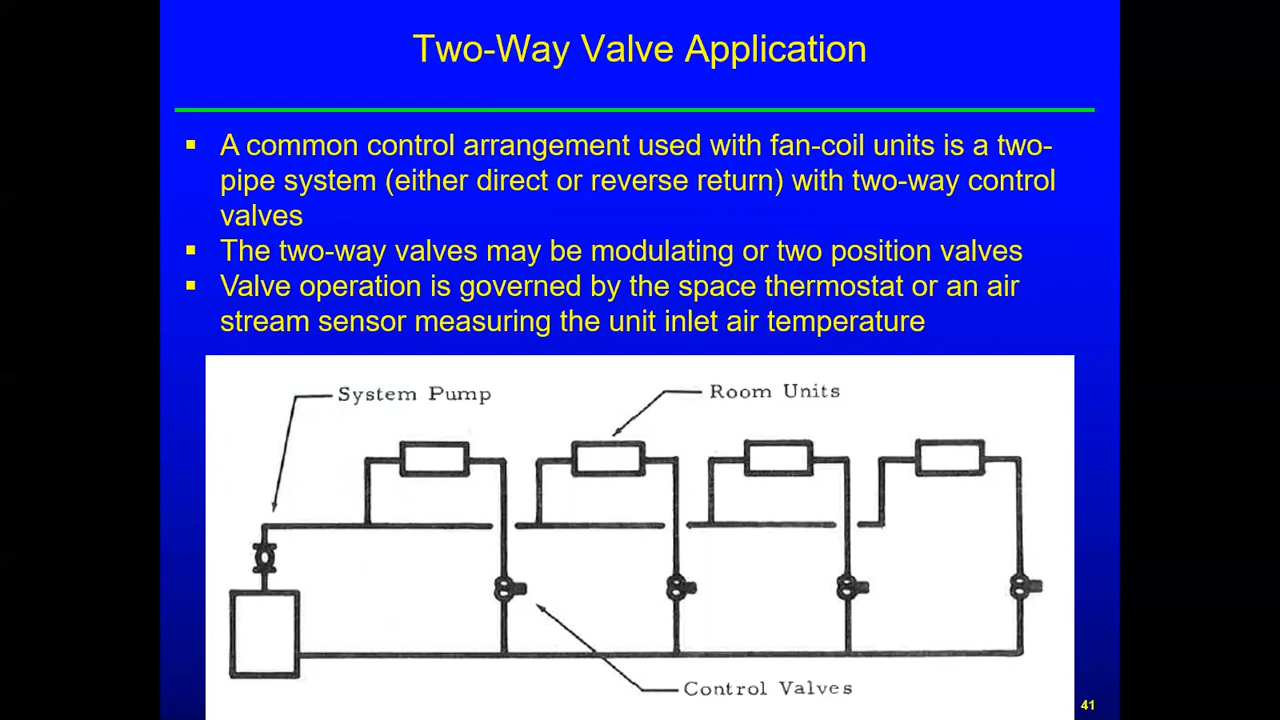 Two-Way Valve Application
▪ A common control arrangement used with fan-coil units is a two-
pipe system (either direct or reverse return) with two-way control
valves
▪ The two-way valves may be modulating or two position valves
▪ Valve operation is governed by the space thermostat or an air
stream sensor measuring the unit inlet air temperature
System Pump
Room Units
Control Valves
41